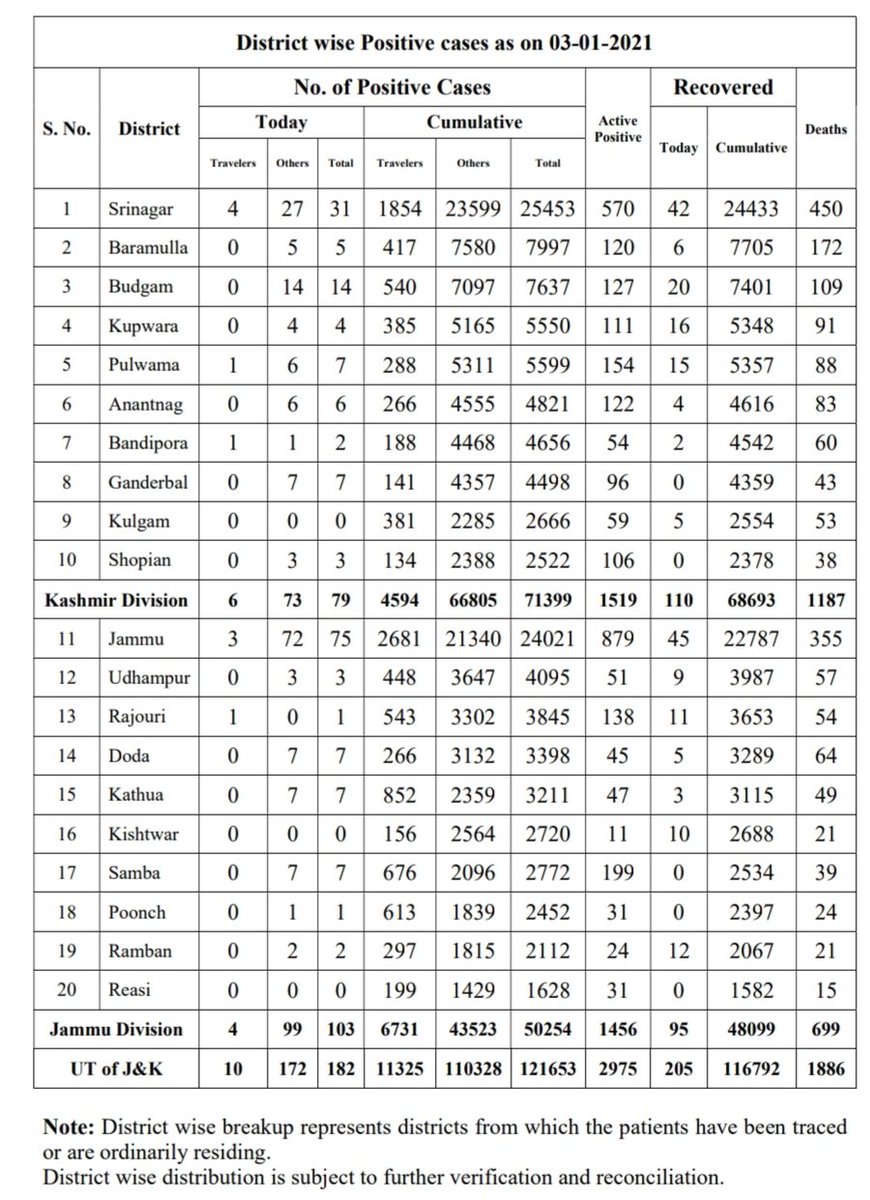 District wise Positive cases as on 03-01-2021
S. No. District No. of Positive Cases Active Positive Recovered Deaths
Today Cumulative Today Cumulative
Travelers Others Total Travelers Others Total
1 Srinagar 4 27 31 1854 23599 25453 570 42 24433 450
2 Baramulla 0 5 5 417 7580 7997 120 6 7705 172
3 Budgam 0 14 14 540 7097 7637 127 20 7401 109
4 Kupwara 0 4 4 385 5165 5550 111 16 5348 91
5 Pulwama 1 6 7 288 5311 5599 154 15 5357 88
6 Anantnag 0 6 6 266 4555 4821 122 4 4616 83
7 Bandipora 1 1 2 188 4468 4656 54 2 4542 60
8 Ganderbal 0 7 7 141 4357 4498 96 0 4359 43
9 Kulgam 0 0 0 381 2285 2666 59 5 2554 53
10 Shopian 0 3 3 134 2388 2522 106 0 2378 38
Kashmir Division 6 73 79 4594 66805 71399 1519 110 68693 1187
11 Jammu 3 72 75 2681 21340 24021 879 45 22787 355
12 Udhampur 0 3 3 448 3647 4095 51 9 3987 57
13 Rajouri 1 0 1 543 3302 3845 138 11 3653 54
14 Doda 0 7 7 266 3132 3398 45 5 3289 64
15 Kathua 0 7 7 852 2359 3211 47 3 3115 49
16 Kishtwar 0 0 0 156 2564 2720 11 10 2688 21
17 Samba 0 7 7 676 2096 2772 199 0 2534 39
18 Poonch 0 1 1 613 1839 2452 31 0 2397 24
19 Ramban 0 2 2 297 1815 2112 24 12 2067 21
20 Reasi 0 0 0 199 1429 1628 31 0 1582 15
Jammu Division 4 99 103 6731 43523 50254 1456 95 48099 699
UT of J&K 10 172 182 11325 110328 121653 2975 205 116792 1886
Note: District wise breakup represents districts from which the patients have been traced
or are ordinarily residing.
District wise distribution is subject to further verification and reconciliation.